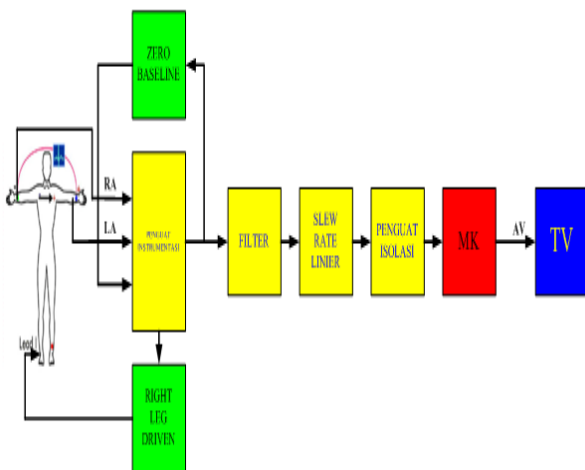 ZERO
BASELINE
RA
LA
PENGUAT
INSTRUMENTASI
FILTER
SLEW
RATE
LINIER
PENGUAT
ISOLASI
MK
AV
TV
Lead I
RIGHT
LEG
DRIVEN